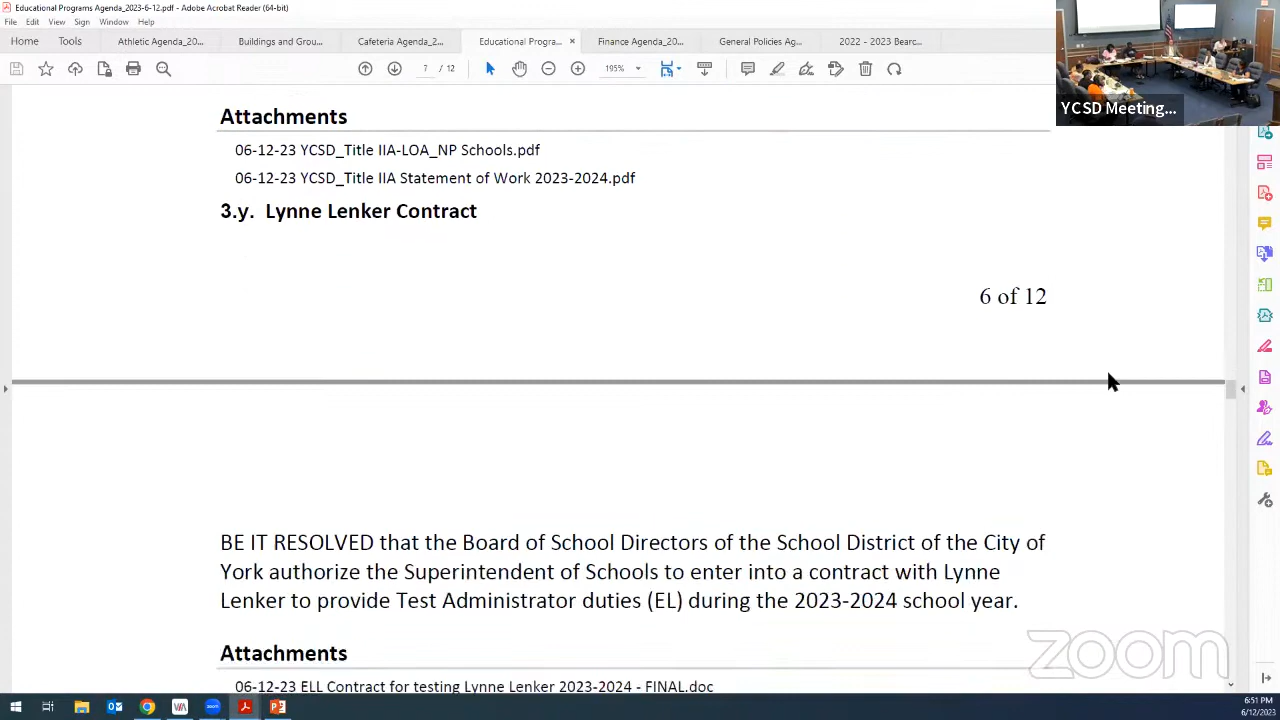 Educational Programs Agenda_2023-6-12.pdf - Adobe Acrobat Reader (64-bit)
File Edit View Sign Window Help
Home Tools Athletic Agenda_20... Buildings and Grou... Cafeteria Agenda_2... Educational Progra... × Finance Agenda_20... General Policies Ag... 2022 - 2023 Bearc...
7 / 12 195%
YCSD Meeting...
Attachments
06-12-23 YCSD_Title IIA-LOA_NP Schools.pdf
06-12-23 YCSD_Title IIA Statement of Work 2023-2024.pdf
3.y. Lynne Lenker Contract
6 of 12
BE IT RESOLVED that the Board of School Directors of the School District of the City of
York authorize the Superintendent of Schools to enter into a contract with Lynne
Lenker to provide Test Administrator duties (EL) during the 2023-2024 school year.
zoom
Attachments
06-12-23 ELL Contract for testing Lynne Lenker 2023-2024 - FINAL.doc
6:51 PM
6/12/2023